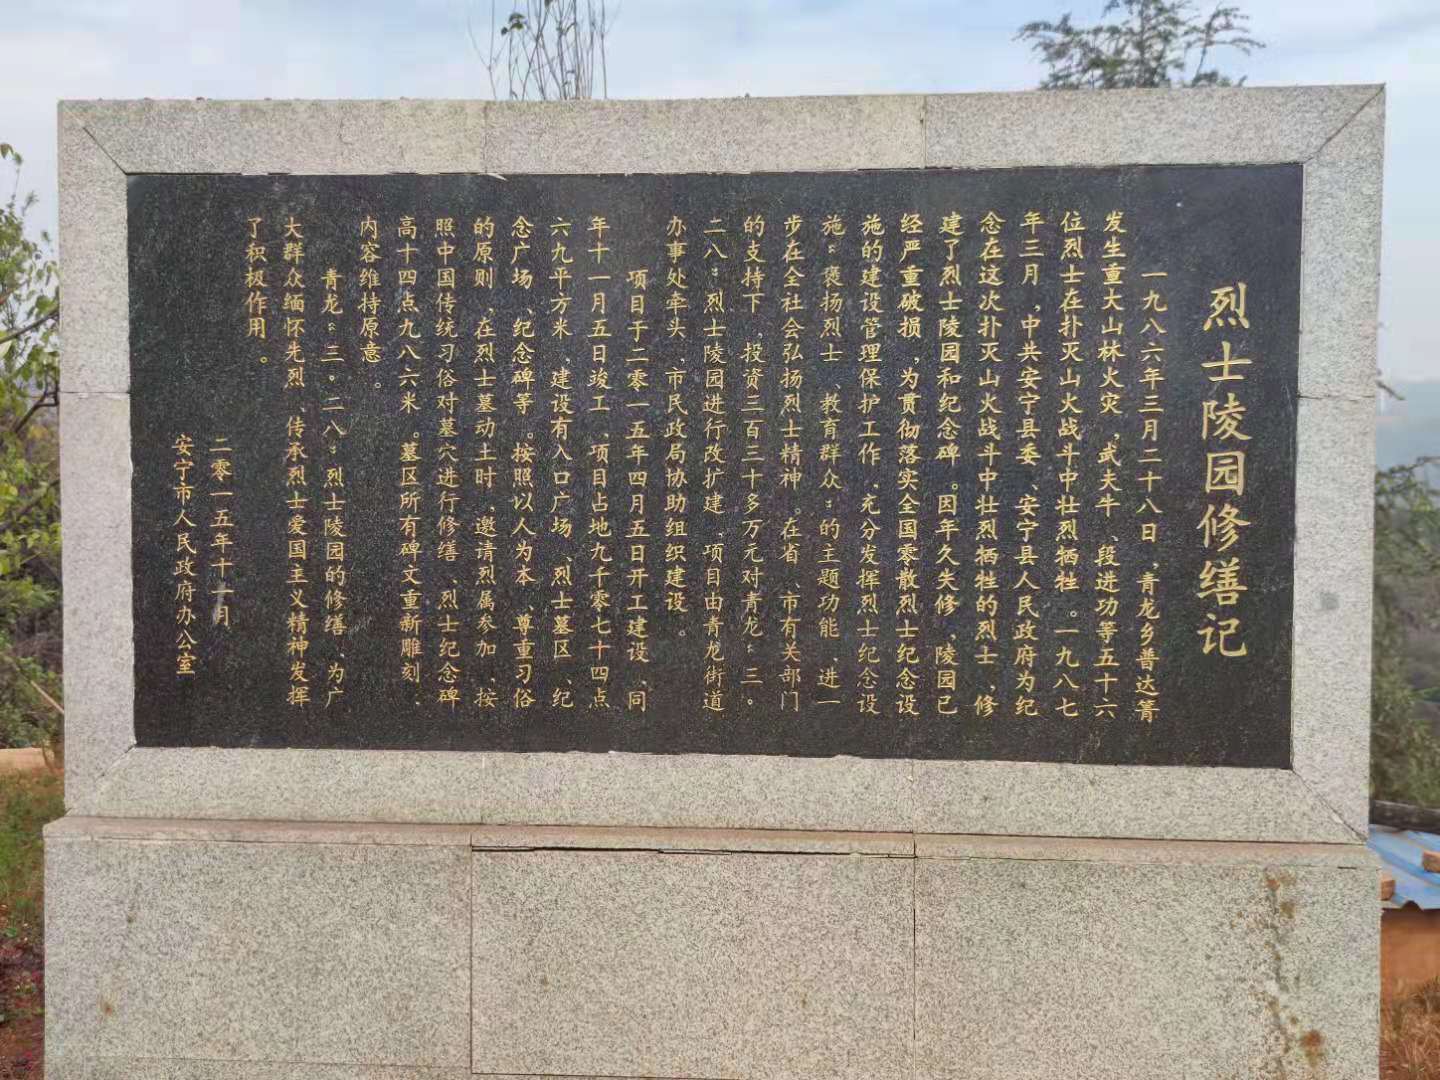 烈士陵园修缮记
一九八六年三月二十八日，青龙乡普达箐
发生重大山林火灾，武天牛、段进功等五十六
位烈士在扑灭山火战斗中壮烈牺牲。一九八七
年三月，中共安宁县委、安宁县人民政府为纪
念在这次扑灭山火战斗中壮烈牺牲的烈士、修
建了烈士陵园和纪念碑。因年久失修，陵园已
经严重破损，为贯彻落实全国零散烈士纪念设
施的建设管理保护工作，充分发挥烈士纪念设
施“褒扬烈士、教育群众”的主题功能、进一
步在全社会弘扬烈士精神。在省、市有关部门
的支持下，投资三百三十多万元对青龙“三。
二八”烈士陵园进行改扩建，项目由青龙街道
办事处牵头，市民政局协助组织建设。
项目于二零一五年四月五日开工建设、同
年十一月五日竣工，项目占地九千零七十四点
六九平方米，建设有入口广场、烈士墓区、纪
念广场、纪念碑等。按照以人为本、尊重习俗
的原则，在烈士墓动土时，邀请烈属参加，按
照中国传统习俗对墓穴进行修缮、烈士纪念碑
高十四点九八六米。墓区所有碑文重新雕刻、
内容维持原意。
青龙“三。二八”烈士陵园的修缮、为广
大群众缅怀先烈、传承烈士爱国主义精神发挥
了积极作用。
二零一五年十一月
安宁市人民政府办公室